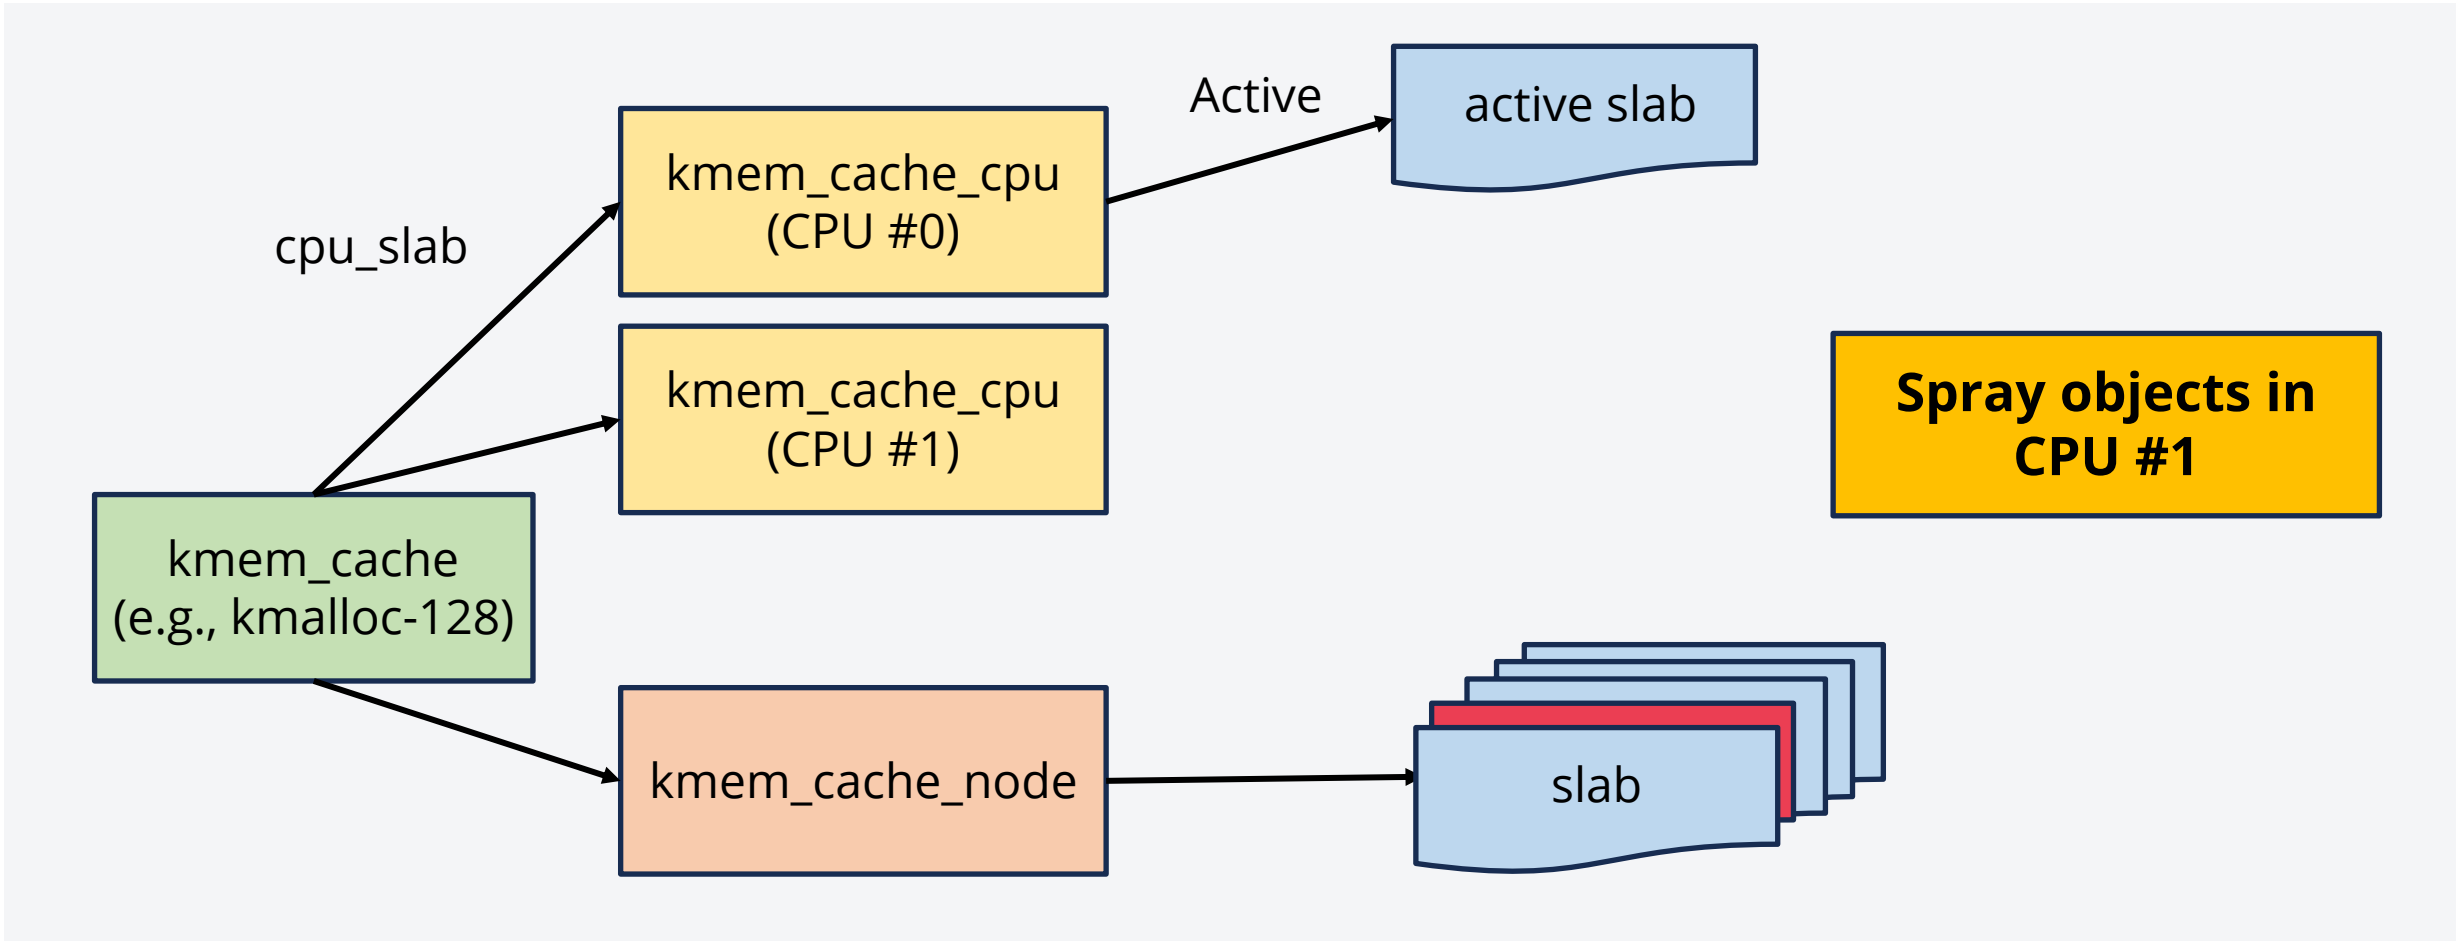 Active
active slab
kmem_cache_cpu
(CPU #0)
cpu_slab
kmem_cache_cpu
(CPU #1)
Spray objects in
CPU #1
kmem_cache
(e.g., kmalloc-128)
kmem_cache_node
slab